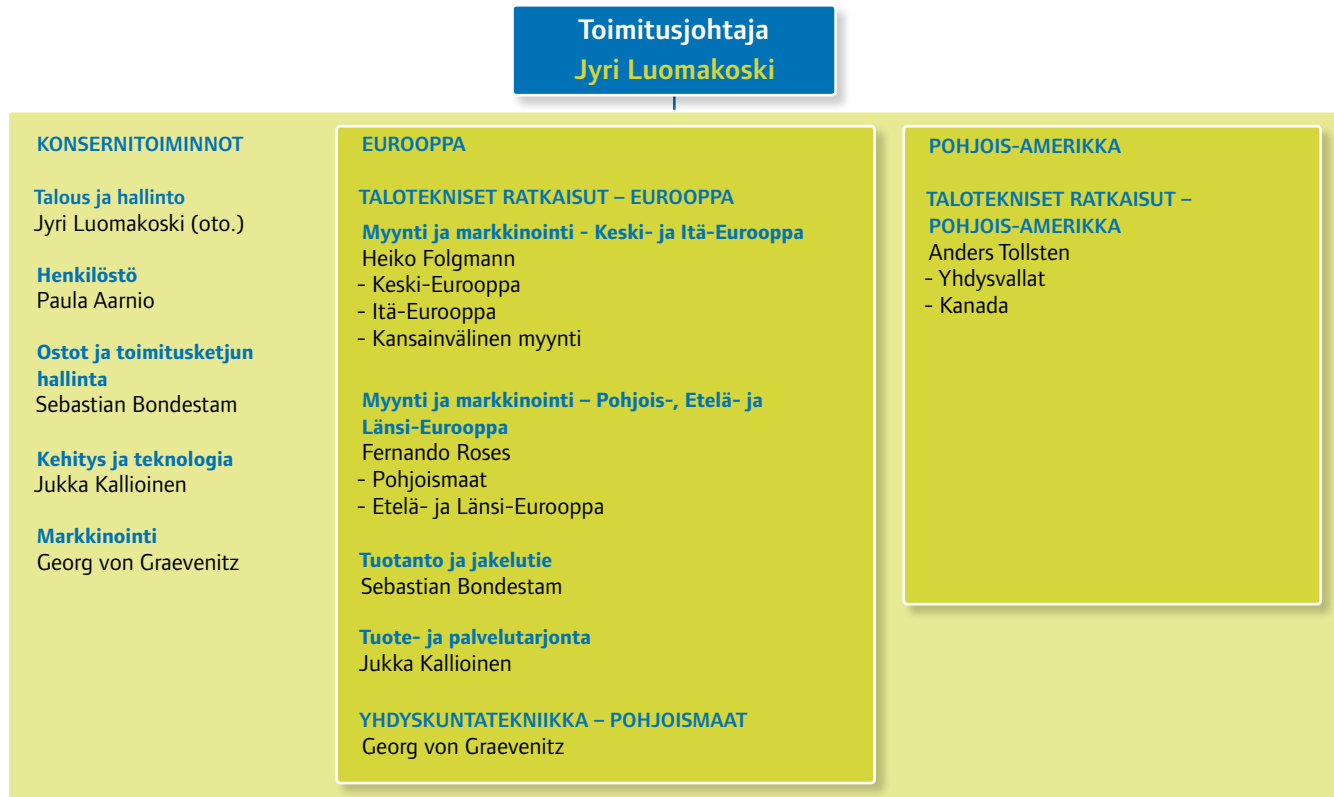 Toimitusjohtaja
Jyri Luomakoski
KONSERNITOIMINNOT
Talous ja hallinto
Jyri Luomakoski (oto.)
Henkilöstö
Paula Aarnio
Ostot ja toimitusketjun
hallinta
Sebastian Bondestam
Kehitys ja teknologia
Jukka Kallioinen
Markkinointi
Georg von Graevenitz
EUROOPPA
TALOTEKNISET RATKAISUT – EUROOPPA
Myynti ja markkinointi - Keski- ja Itä-Eurooppa
Heiko Folgmann
- Keski-Eurooppa
- Itä-Eurooppa
- Kansainvälinen myynti
Myynti ja markkinointi – Pohjois-, Etelä- ja
Länsi-Eurooppa
Fernando Roses
- Pohjoismaat
- Etelä- ja Länsi-Eurooppa
Tuotanto ja jakelutie
Sebastian Bondestam
Tuote- ja palvelutarjonta
Jukka Kallioinen
YHDYSKUNTATEKNIIKKA – POHJOISMAAT
Georg von Graevenitz
POHJOIS-AMERIKKA
TALOTEKNISET RATKAISUT –
POHJOIS-AMERIKKA
Anders Tollsten
- Yhdysvallat
- Kanada